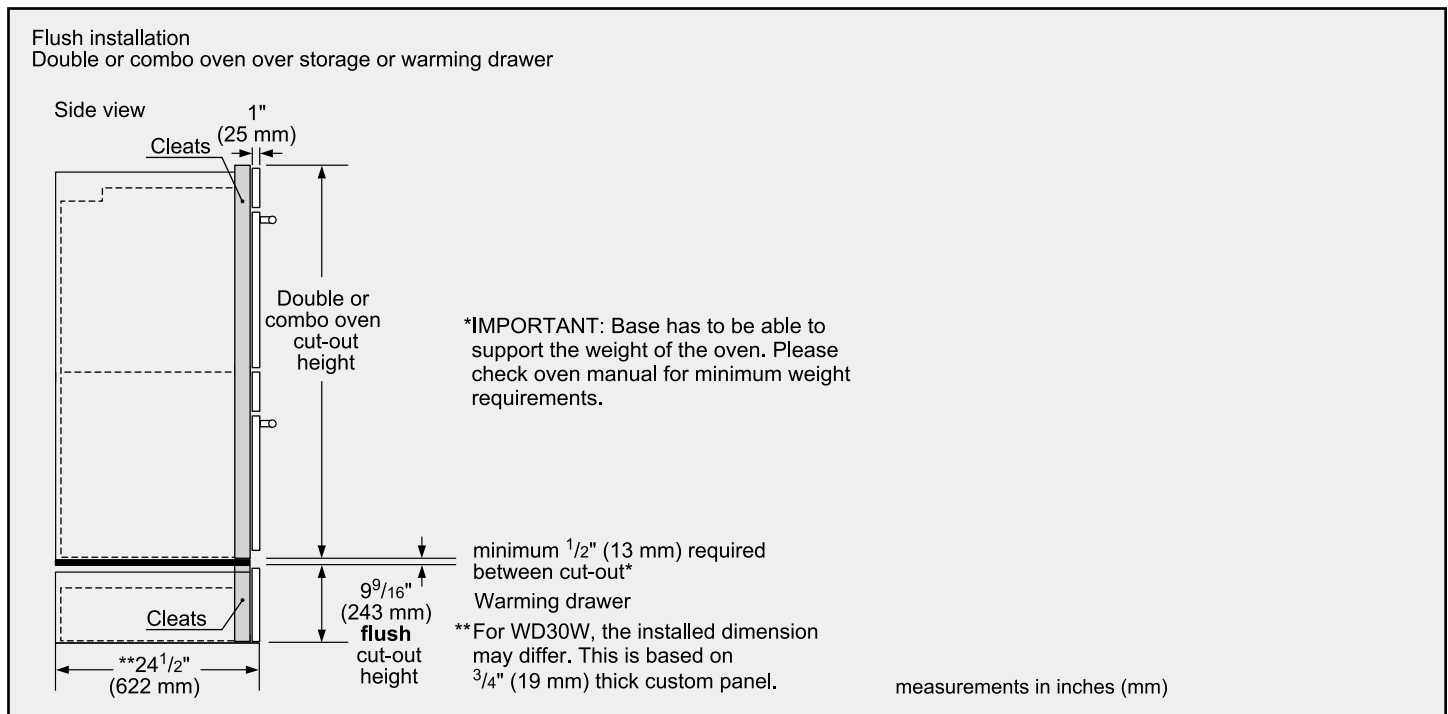 Flush installation
Double or combo oven over storage or warming drawer
Side view
1"
(25 mm)
Cleats
Double or
combo oven
cut-out
height
*IMPORTANT: Base has to be able to
support the weight of the oven. Please
check oven manual for minimum weight
requirements.
minimum 1/2" (13 mm) required
between cut-out*
Warming drawer
9 9/16"
(243 mm)
flush
cut-out
height
Cleats
**24 1/2"
(622 mm)
**For WD30W, the installed dimension
may differ. This is based on
3/4" (19 mm) thick custom panel.
measurements in inches (mm)